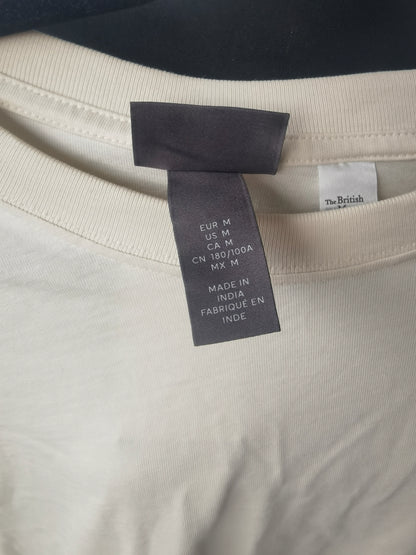 EUR M
US M
CA M
CN 180/100A
MX M
MADE IN
INDIA
FABRIQUÉ EN
INDE
The British